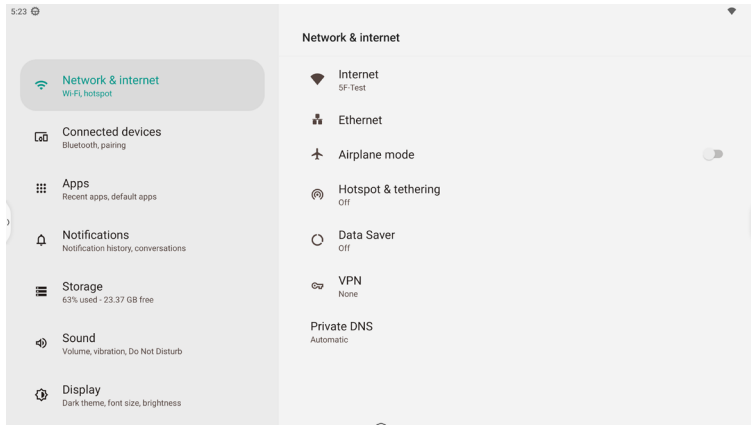 5:23
Network & internet
Wi-Fi, hotspot
Connected devices
Bluetooth, pairing
Apps
Recent apps, default apps
Notifications
Notification history, conversations
Storage
63% used - 23.37 GB free
Sound
Volume, vibration, Do Not Disturb
Display
Dark theme, font size, brightness
Network & internet
Internet
5F-Test
Ethernet
Airplane mode
Hotspot & tethering
Off
Data Saver
Off
VPN
None
Private DNS
Automatic